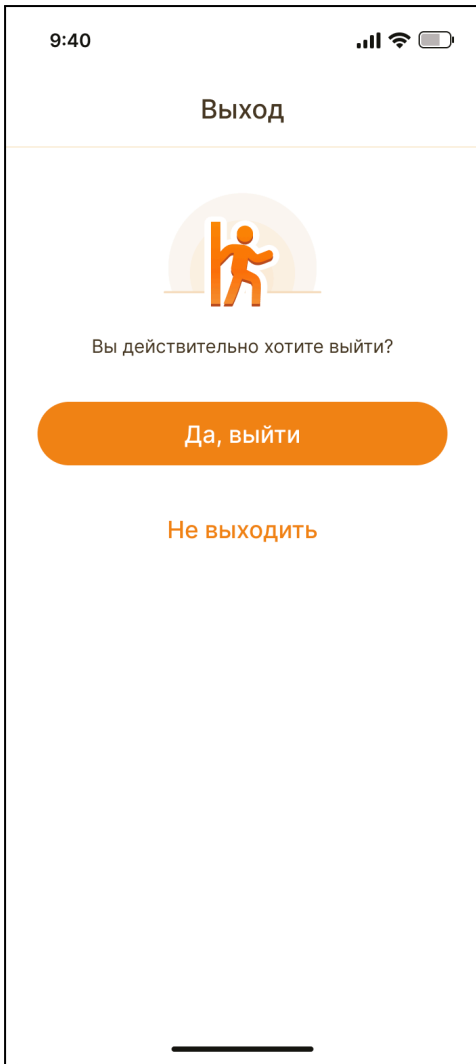 9:40
Выход
Вы действительно хотите выйти?
Да, выйти
Не выходить